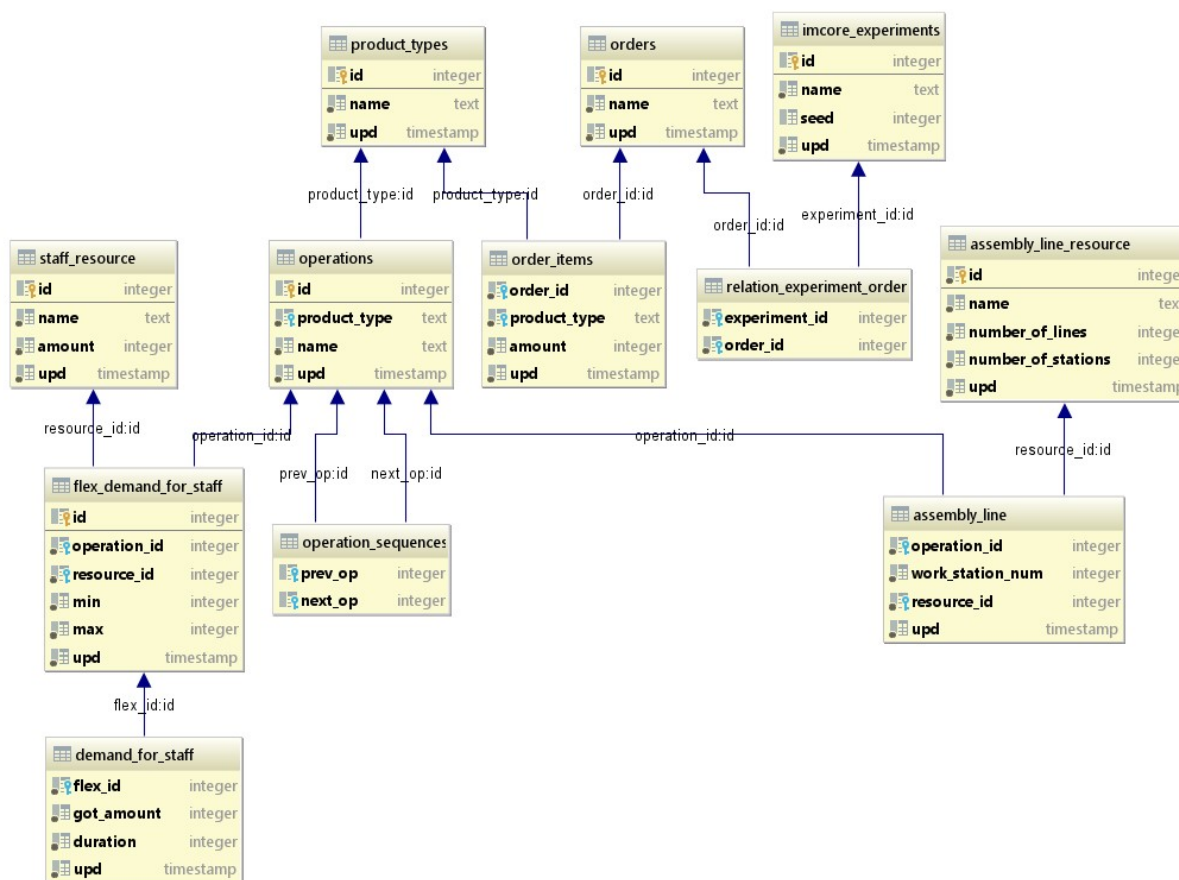 product_types
id integer
name text
upd timestamp
orders
id integer
name text
upd timestamp
imcore_experiments
id integer
name text
seed integer
upd timestamp
product_type:id
product_type:id
order_id:id
order_id:id
experiment_id:id
staff_resource
id integer
name text
amount integer
upd timestamp
operations
id integer
product_type text
name text
upd timestamp
order_items
order_id integer
product_type text
amount integer
upd timestamp
relation_experiment_order
experiment_id integer
order_id integer
assembly_line_resource
id intege
name tex
number_of_lines intege
number_of_stations intege
upd timestamp
resource_id:id
operation_id:id
prev_op:id
next_op:id
operation_id:id
resource_id:id
flex_demand_for_staff
id integer
operation_id integer
resource_id integer
min integer
max integer
upd timestamp
operation_sequences
prev_op integer
next_op integer
assembly_line
operation_id integer
work_station_num integer
resource_id integer
upd timestamp
flex_id:id
demand_for_staff
flex_id integer
got_amount integer
duration integer
upd timestamp